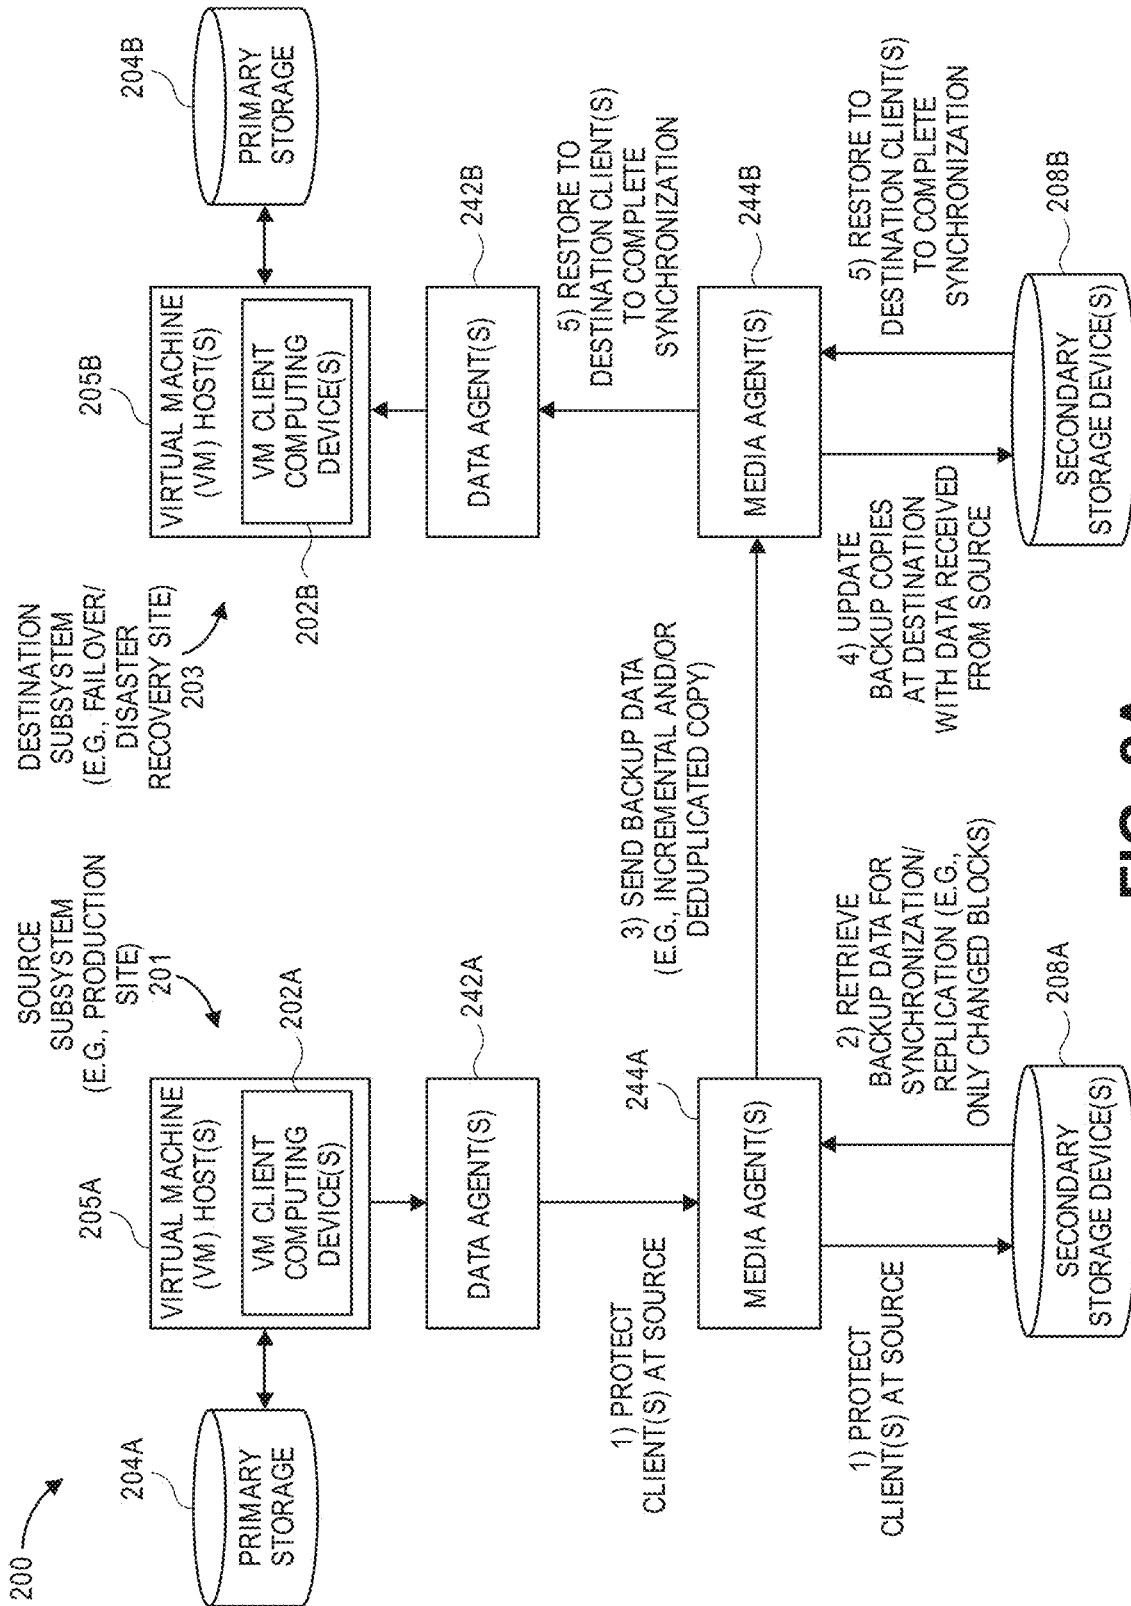 200
SOURCE
SUBSYSTEM
(E.G., PRODUCTION
SITE)
201
DESTINATION
SUBSYSTEM
(E.G., FAILOVER/
DISASTER
RECOVERY SITE)
203
204A
PRIMARY
STORAGE
205A
VIRTUAL MACHINE
(VM) HOST(S)
VM CLIENT
COMPUTING
DEVICE(S)
202A
205B
VIRTUAL MACHINE
(VM) HOST(S)
VM CLIENT
COMPUTING
DEVICE(S)
202B
204B
PRIMARY
STORAGE
DATA AGENT(S)
242A
DATA AGENT(S)
242B
1) PROTECT
CLIENT(S) AT SOURCE
5) RESTORE TO
DESTINATION CLIENT(S)
TO COMPLETE
SYNCHRONIZATION
MEDIA AGENT(S)
244A
3) SEND BACKUP DATA
(E.G., INCREMENTAL AND/OR
DEDUPLICATED COPY)
MEDIA AGENT(S)
244B
1) PROTECT
CLIENT(S) AT SOURCE
2) RETRIEVE
BACKUP DATA FOR
SYNCHRONIZATION/
REPLICATION (E.G.,
ONLY CHANGED BLOCKS)
4) UPDATE
BACKUP COPIES
AT DESTINATION
WITH DATA RECEIVED
FROM SOURCE
5) RESTORE TO
DESTINATION CLIENT(S)
TO COMPLETE
SYNCHRONIZATION
SECONDARY
STORAGE DEVICE(S)
208A
SECONDARY
STORAGE DEVICE(S)
208B
FIG.